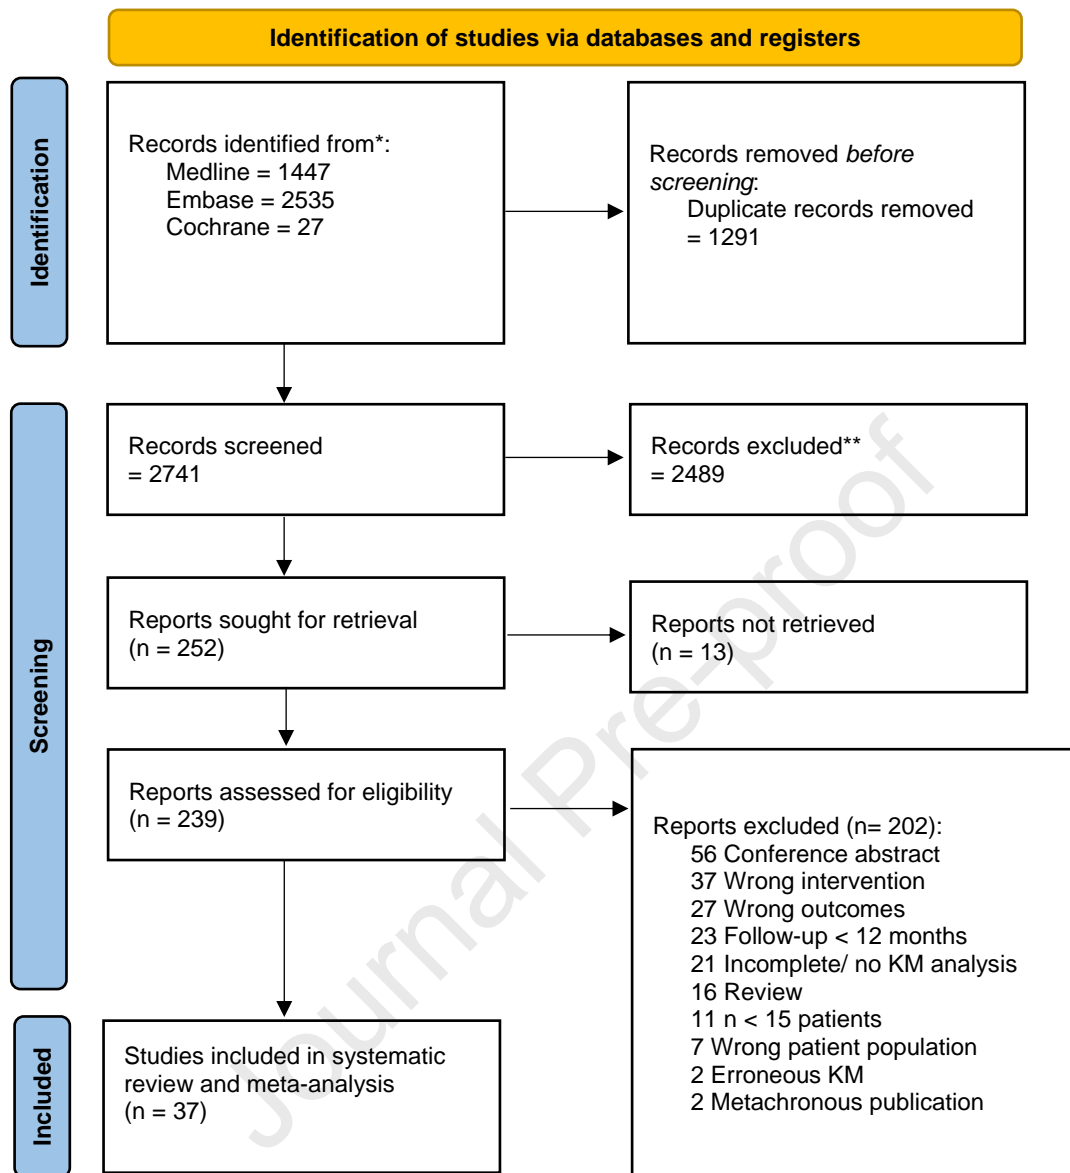 Identification of studies via databases and registers
Identification
Records identified from*:
Medline = 1447
Embase = 2535
Cochrane = 27
Records removed before
screening:
Duplicate records removed
= 1291
Screening
Records screened
= 2741
Records excluded**
= 2489
Reports sought for retrieval
(n = 252)
Reports not retrieved
(n = 13)
Reports assessed for eligibility
(n = 239)
Reports excluded (n= 202):
56 Conference abstract
37 Wrong intervention
27 Wrong outcomes
23 Follow-up < 12 months
21 Incomplete/ no KM analysis
16 Review
11 n < 15 patients
7 Wrong patient population
2 Erroneous KM
2 Metachronous publication
Included
Studies included in systematic
review and meta-analysis
(n = 37)
Journal Pre-proof